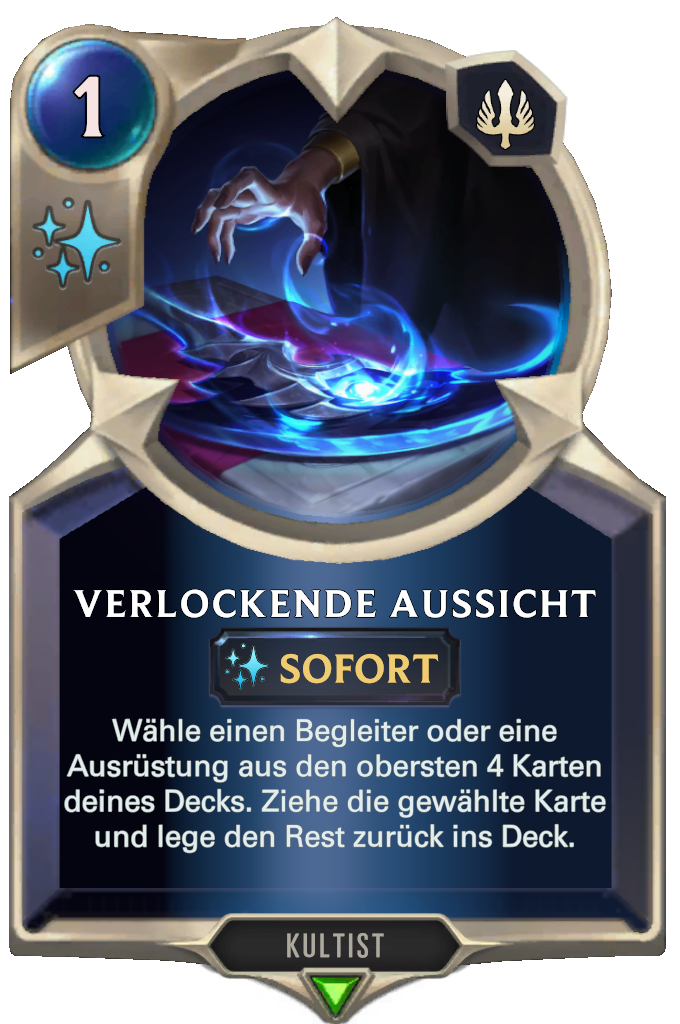 1
VERLOCKENDE AUSSICHT
SOFORT
Wähle einen Begleiter oder eine
Ausrüstung aus den obersten 4 Karten
deines Decks. Ziehe die gewählte Karte
und lege den Rest zurück ins Deck.
KULTIST